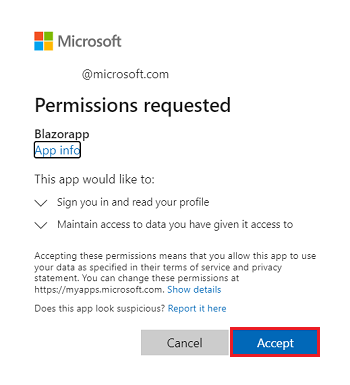 Microsoft
@microsoft.com
Permissions requested
Blazorapp
App info
This app would like to:
Sign you in and read your profile
Maintain access to data you have given it access to
Accepting these permissions means that you allow this app to use
your data as specified in their terms of service and privacy
statement. You can change these permissions at
https://myapps.microsoft.com. Show details
Does this app look suspicious? Report it here
Cancel Accept